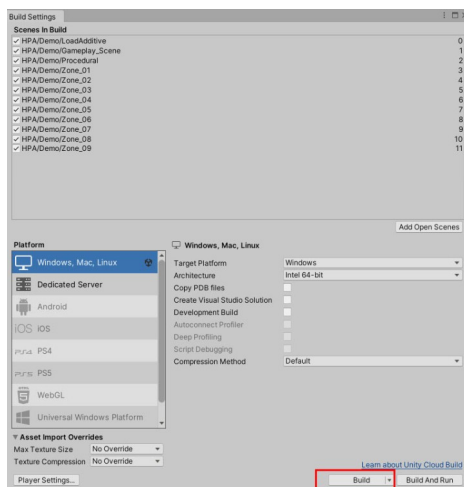 Build Settings
Scenes In Build
HPA/Demo/LoadAdditive 0
HPA/Demo/Gameplay_Scene 1
HPA/Demo/Procedural 2
HPA/Demo/Zone_01 3
HPA/Demo/Zone_02 4
HPA/Demo/Zone_03 5
HPA/Demo/Zone_04 6
HPA/Demo/Zone_05 7
HPA/Demo/Zone_06 8
HPA/Demo/Zone_07 9
HPA/Demo/Zone_08 10
HPA/Demo/Zone_09 11
Add Open Scenes
Platform
Windows, Mac, Linux
Dedicated Server
Android
iOS iOS
PS4 PS4
PS5 PS5
WebGL
Universal Windows Platform
Windows, Mac, Linux
Target Platform Windows
Architecture Intel 64-bit
Copy PDB files
Create Visual Studio Solution
Development Build
Autoconnect Profiler
Deep Profiling
Script Debugging
Compression Method Default
Asset Import Overrides
Max Texture Size No Override
Texture Compression No Override
Learn about Unity Cloud Build
Player Settings... Build Build And Run